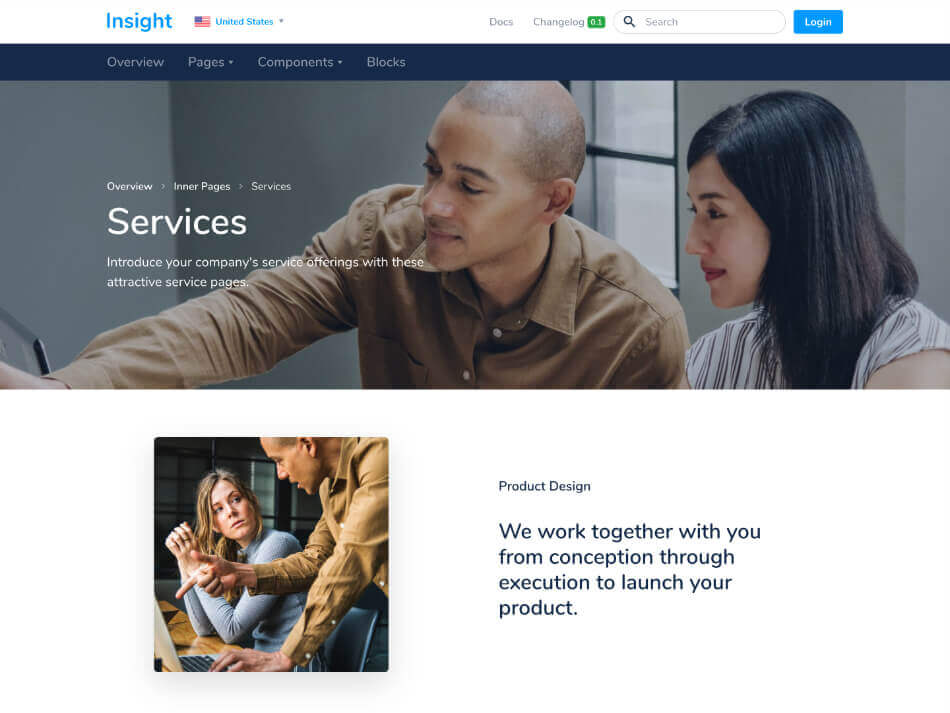 Insight
United States
Docs
Changelog 0.1
Search
Login
Overview
Pages
Components
Blocks
Overview > Inner Pages > Services
Services
Introduce your company's service offerings with these
attractive service pages.
Product Design
We work together with you
from conception through
execution to launch your
product.